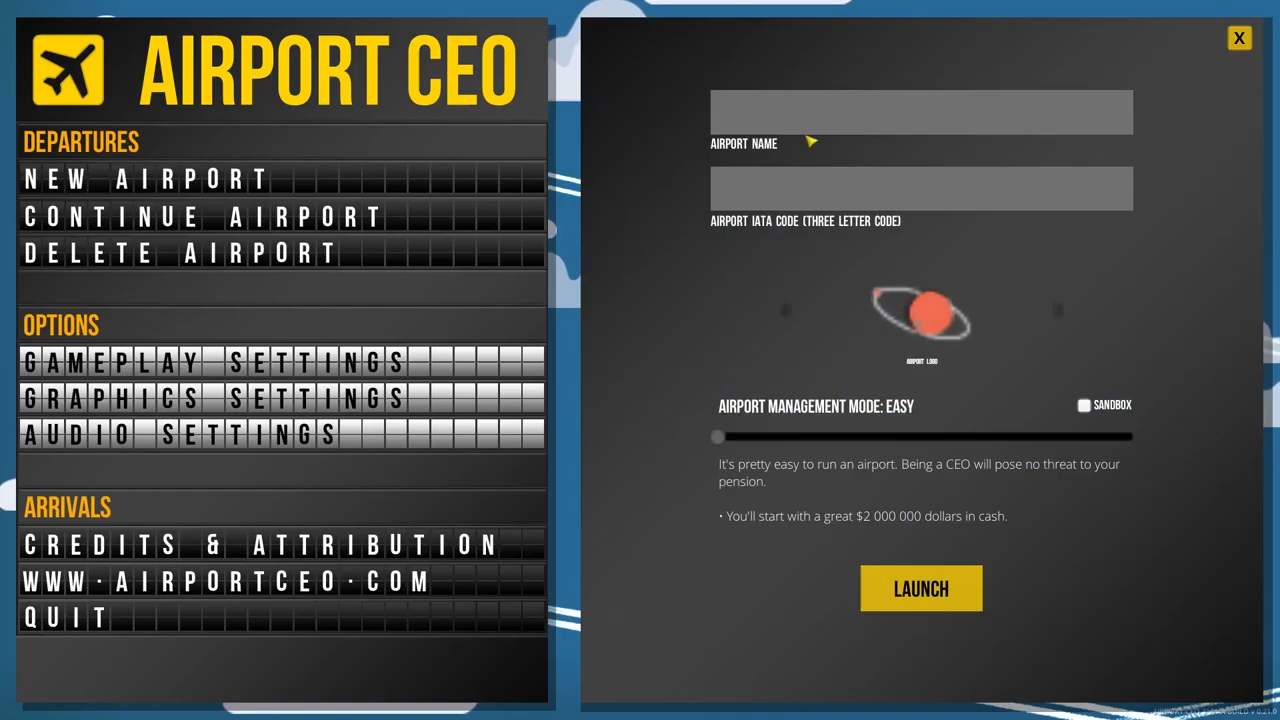 AIRPORT CEO
DEPARTURES
NEW AIRPORT
CONTINUE AIRPORT
DELETE AIRPORT
OPTIONS
GAMEPLAY SETTINGS
GRAPHICS SETTINGS
AUDIO SETTINGS
ARRIVALS
CREDITS & ATTRIBUTION
WWW·AIRPORTCEO·COM
QUIT
X
AIRPORT NAME
AIRPORT IATA CODE (THREE LETTER CODE)
AIRPORT LOGO
AIRPORT MANAGEMENT MODE: EASY
SANDBOX
It's pretty easy to run an airport. Being a CEO will pose no threat to your
pension.
• You'll start with a great $2 000 000 dollars in cash.
LAUNCH